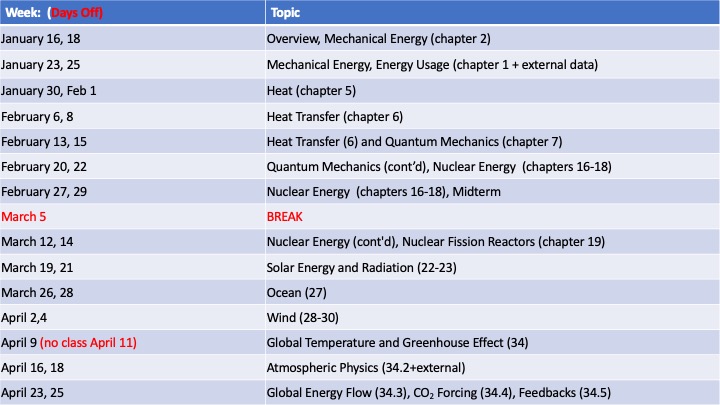 Week: (Days Off) Topic
January 16, 18 Overview, Mechanical Energy (chapter 2)
January 23, 25 Mechanical Energy, Energy Usage (chapter 1 + external data)
January 30, Feb 1 Heat (chapter 5)
February 6, 8 Heat Transfer (chapter 6)
February 13, 15 Heat Transfer (6) and Quantum Mechanics (chapter 7)
February 20, 22 Quantum Mechanics (cont’d), Nuclear Energy (chapters 16-18)
February 27, 29 Nuclear Energy (chapters 16-18), Midterm
March 5 BREAK
March 12, 14 Nuclear Energy (cont'd), Nuclear Fission Reactors (chapter 19)
March 19, 21 Solar Energy and Radiation (22-23)
March 26, 28 Ocean (27)
April 2,4 Wind (28-30)
April 9 (no class April 11) Global Temperature and Greenhouse Effect (34)
April 16, 18 Atmospheric Physics (34.2+external)
April 23, 25 Global Energy Flow (34.3), CO₂ Forcing (34.4), Feedbacks (34.5)